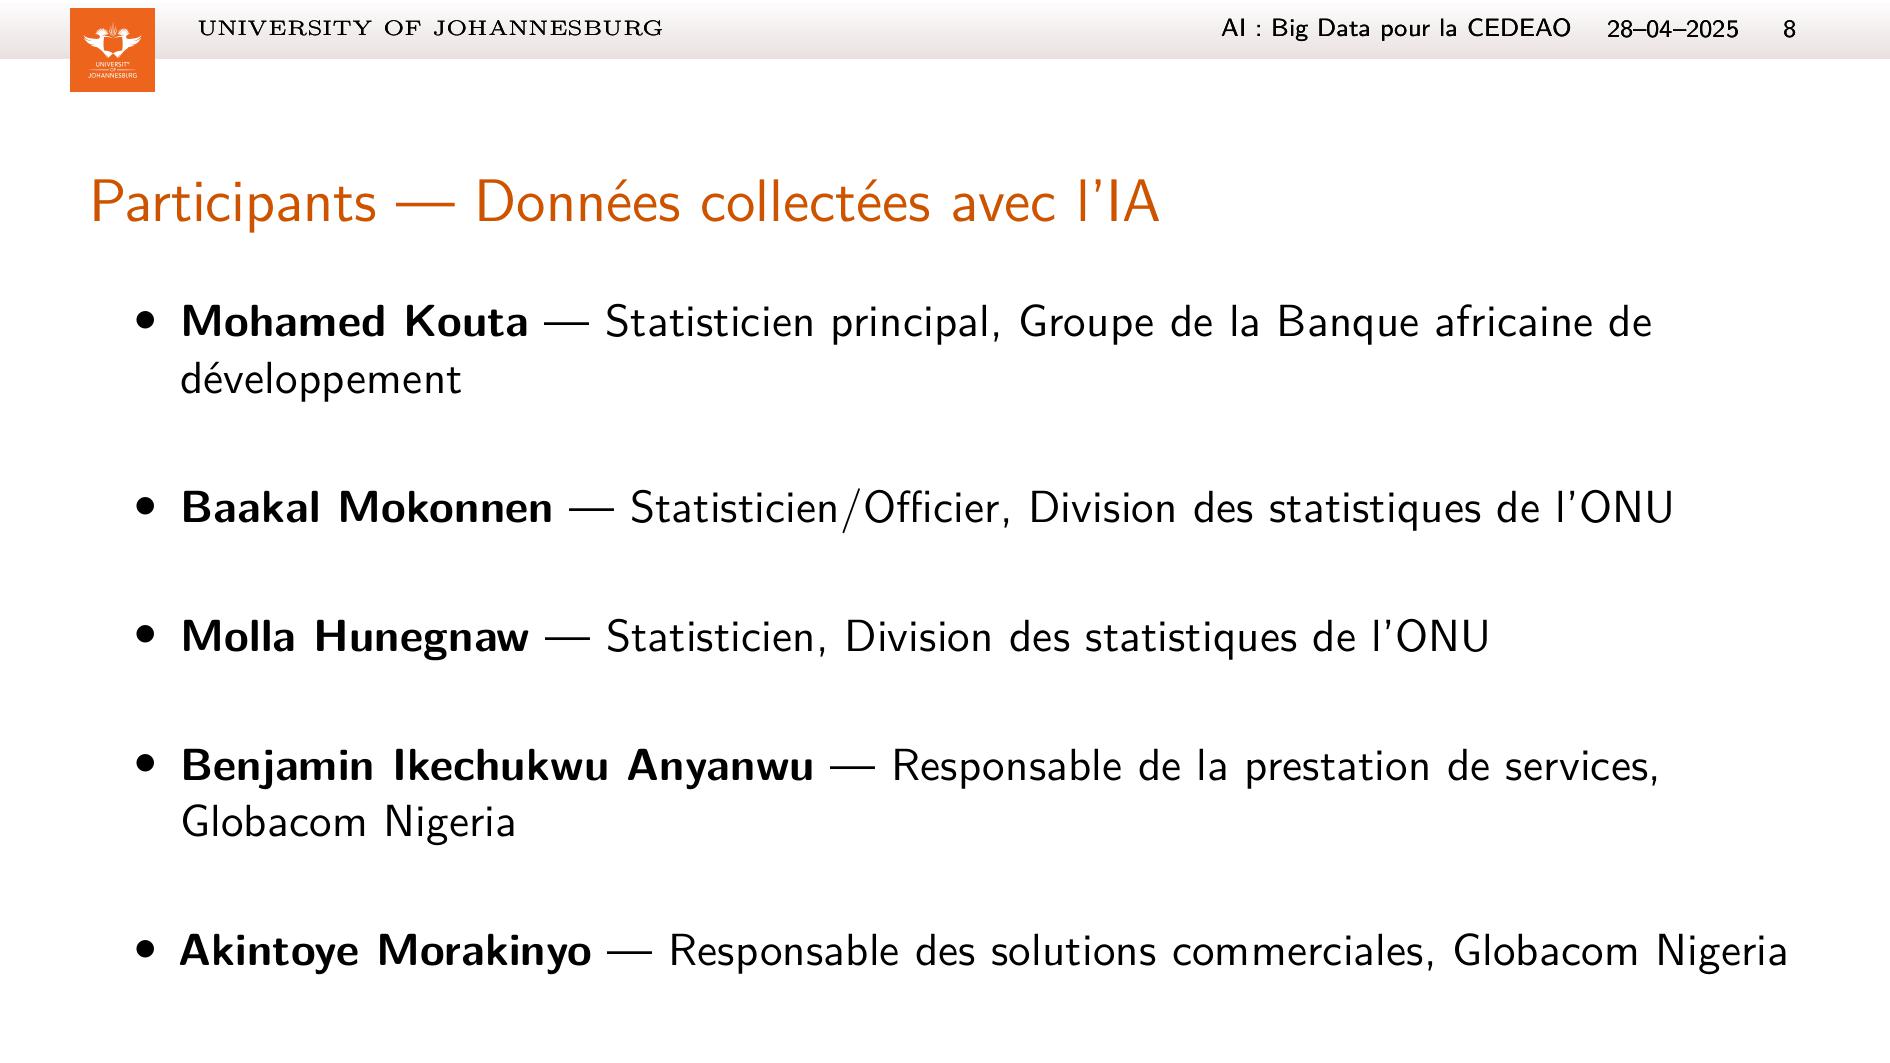 UNIVERSITY OF JOHANNESBURG
AI : Big Data pour la CEDEAO 28–04–2025 8
UNIVERSITY
OF
JOHANNESBURG
Participants — Données collectées avec l'IA
• Mohamed Kouta — Statisticien principal, Groupe de la Banque africaine de
développement
• Baakal Mokonnen — Statisticien/Officier, Division des statistiques de l'ONU
• Molla Hunegnaw — Statisticien, Division des statistiques de l'ONU
• Benjamin Ikechukwu Anyanwu — Responsable de la prestation de services,
Globacom Nigeria
• Akintoye Morakinyo — Responsable des solutions commerciales, Globacom Nigeria